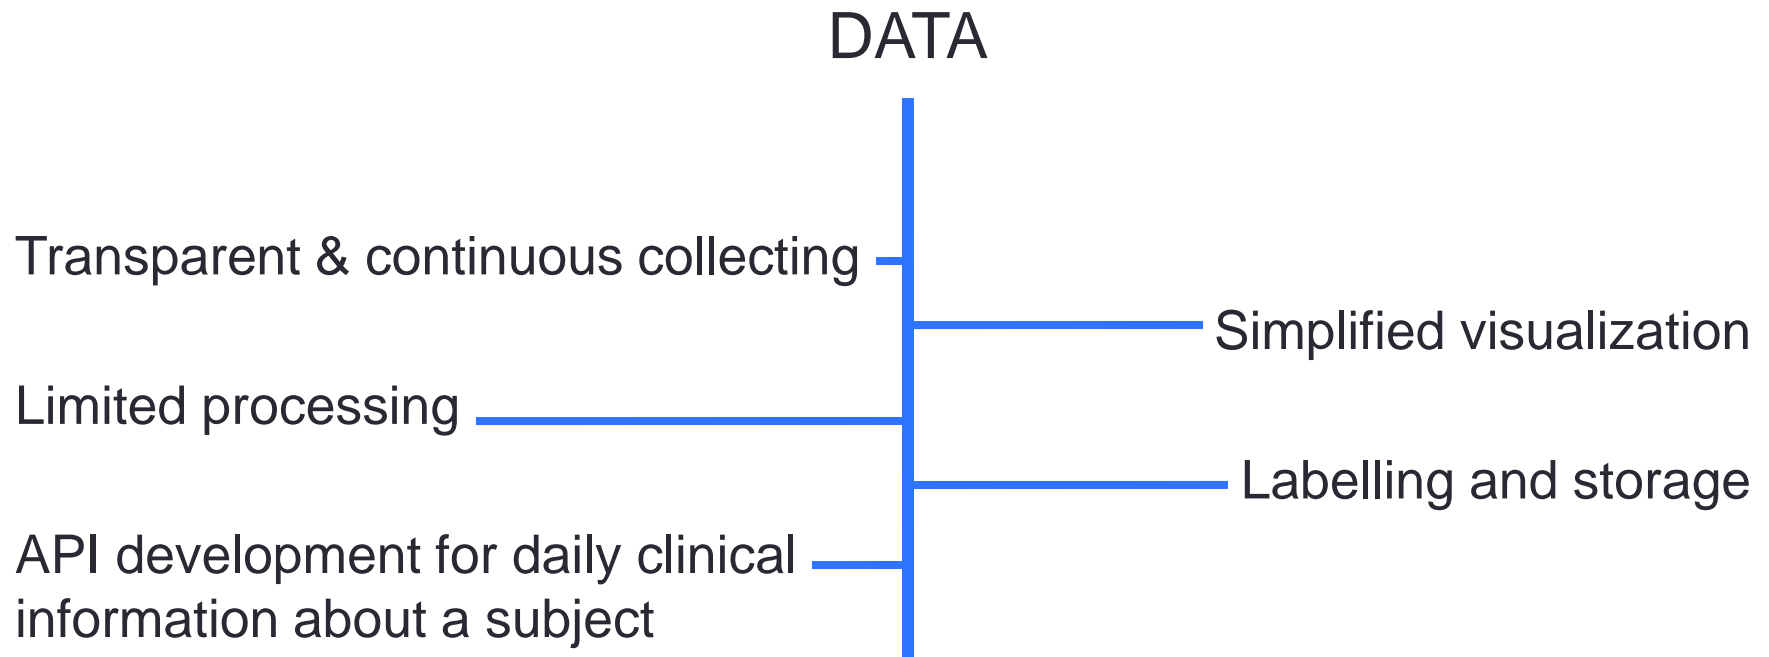 DATA
Transparent & continuous collecting
Simplified visualization
Limited processing
Labelling and storage
API development for daily clinical
information about a subject